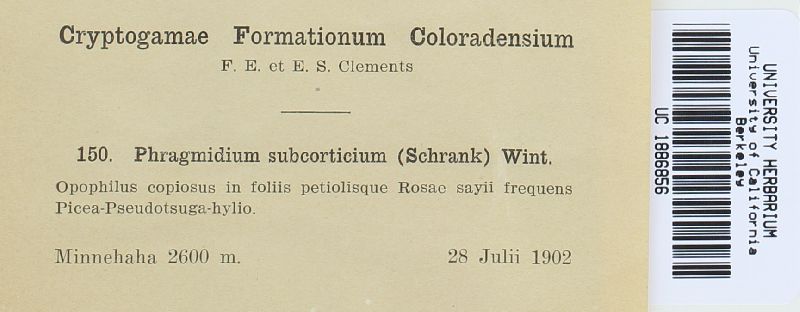 Cryptogamae Formationum Coloradensium
F. E. et E. S. Clements
150. Phragmidium subcorticium (Schrank) Wint.
Opophilus copiosus in foliis petiolisque Rosae sayii frequens
Picea-Pseudotsuga-hylio.
Minnehaha 2600 m. 28 Julii 1902
UNIVERSITY HERBARIUM
University of California
Berkeley
UC 1886856